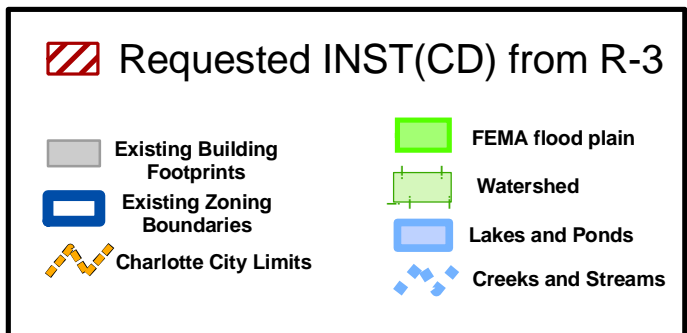 Requested INST(CD) from R-3
Existing Building
Footprints
Existing Zoning
Boundaries
Charlotte City Limits
FEMA flood plain
Watershed
Lakes and Ponds
Creeks and Streams